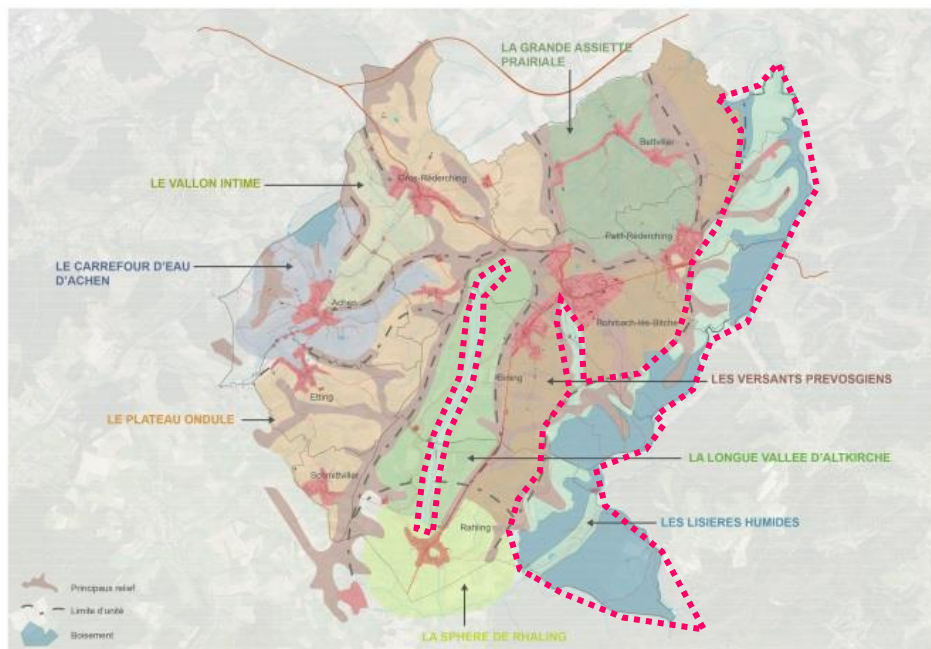 LA GRANDE ASSIETTE
PRAIRIALE
Bettviller
LE VALLON INTIME
Gros-Réderching
Petit-Réderching
LE CARREFOUR D'EAU
D'ACHEN
Achen
Rohrbach-lès-Bitche
Bining
LES VERSANTS PREVOSGIENS
Etting
LE PLATEAU ONDULE
LA LONGUE VALLEE D'ALTKIRCHE
Schmittviller
Rahling
LES LISIERES HUMIDES
Principaux relief
Limite d'unité
Boisement
LA SPHERE DE RHALING